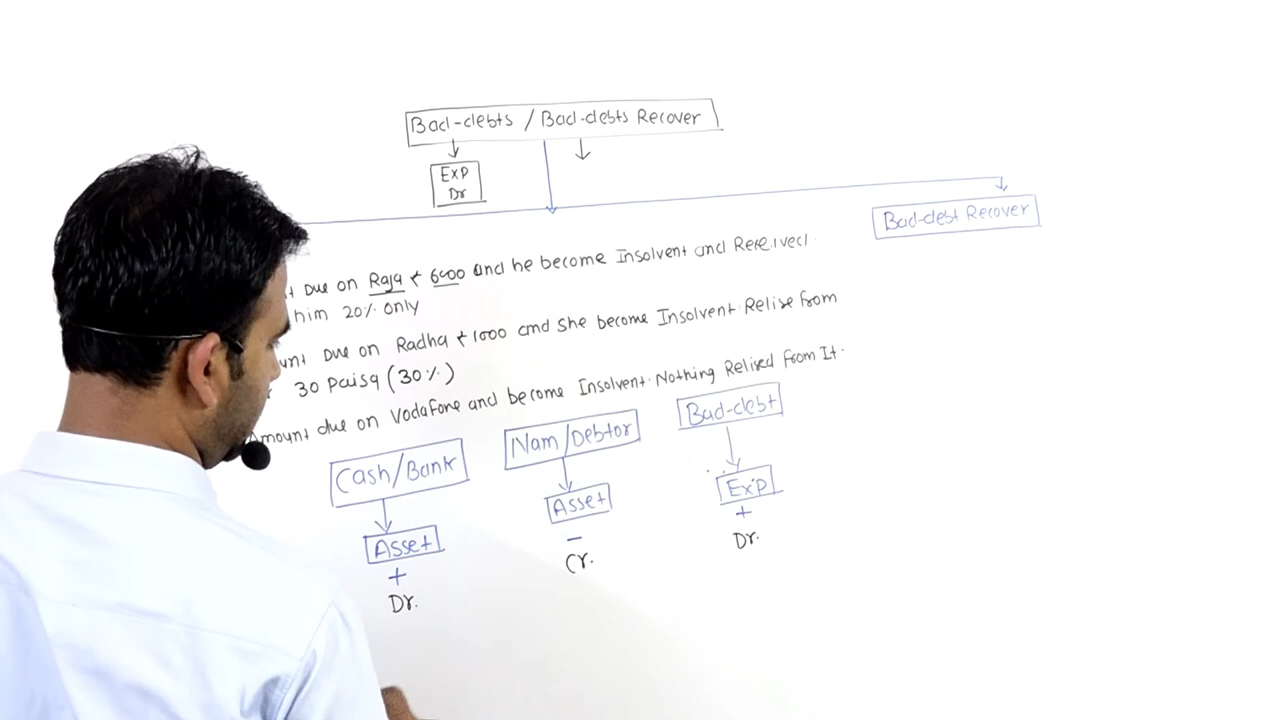 Bad-debts / Bad-debts Recover
Exp
Dr
Bad-debt Recover
Due on Raja ₹ 6000 and he become Insolvent and Received
him 20% only
Due on Radha ₹ 1000 and She become Insolvent. Relise from
30 paisa (30%)
Amount due on Vodafone and become Insolvent. Nothing Relised from It.
Cash/Bank
Nam/Debtor
Bad-debt
Asset
Asset
Exp
+
Dr.
-
Cr.
+
Dr.